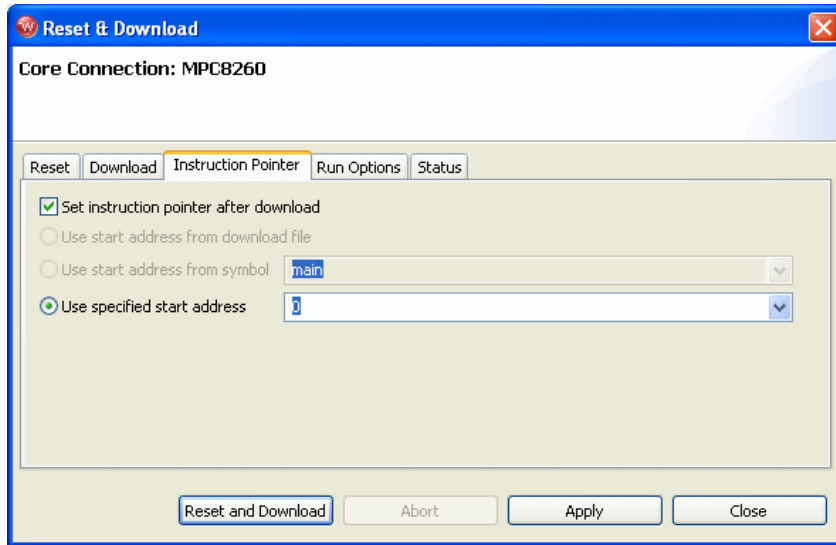 Reset & Download
Core Connection: MPC8260
Reset Download Instruction Pointer Run Options Status
Set instruction pointer after download
Use start address from download file
Use start address from symbol main
Use specified start address 0
Reset and Download Abort Apply Close